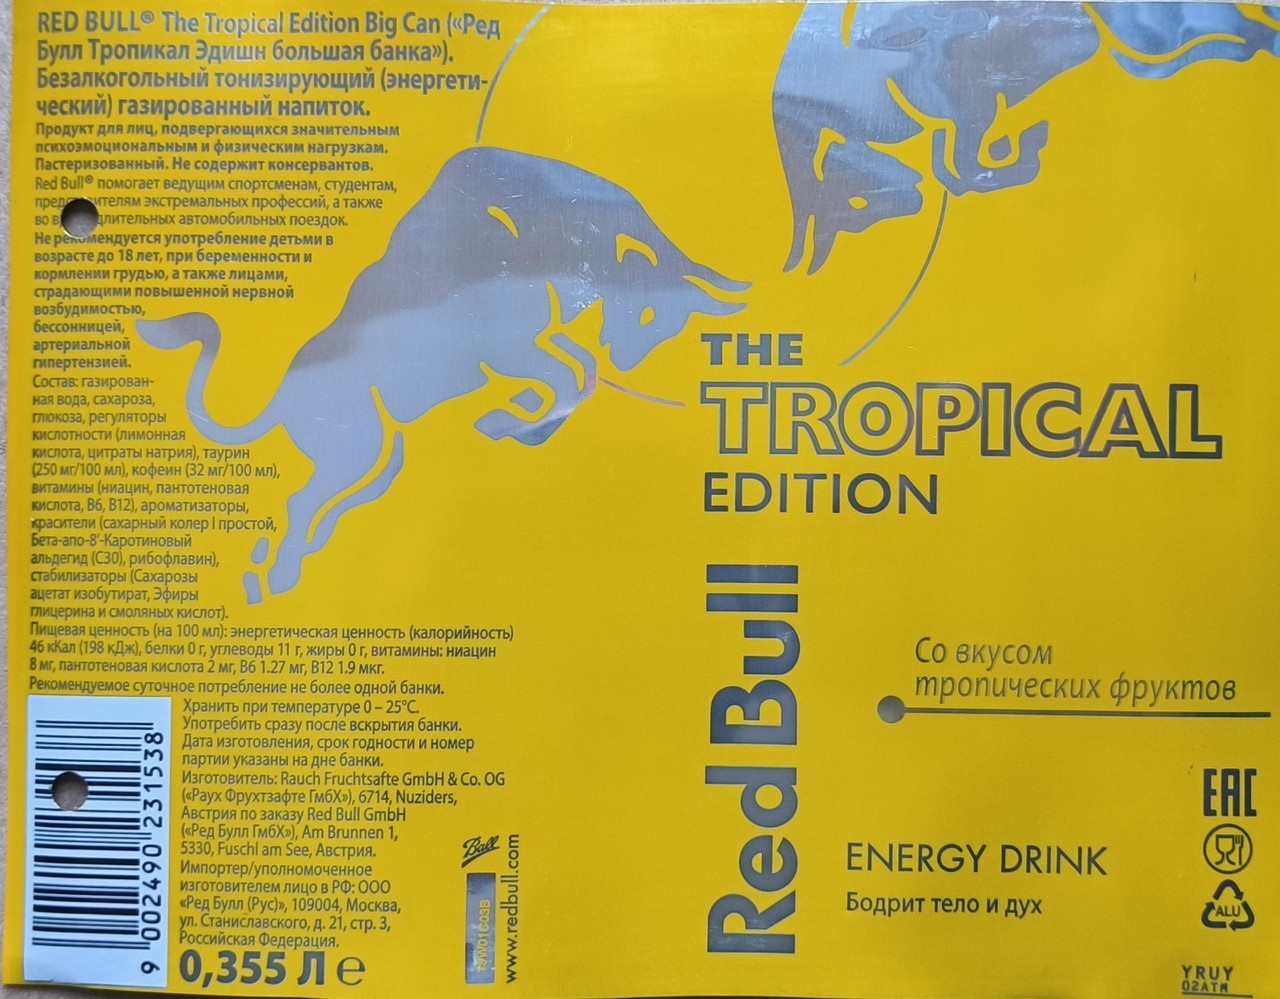 RED BULL® The Tropical Edition Big Can («Ред
Булл Тропикал Эдишн большая банка»).
Безалкогольный тонизирующий (энергети-
ческий) газированный напиток.
Продукт для лиц, подвергающихся значительным
психоэмоциональным и физическим нагрузкам.
Пастеризованный. Не содержит консервантов.
Red Bull® помогает ведущим спортсменам, студентам,
представителям экстремальных профессий, а также
во длительных автомобильных поездок.
Не рекомендуется употребление детьми в
возрасте до 18 лет, при беременности и
кормлении грудью, а также лицами,
страдающими повышенной нервной
возбудимостью,
бессонницей,
артериальной
гипертензией.
Состав: газирован-
ная вода, сахароза,
глюкоза, регуляторы
кислотности (лимонная
кислота, цитраты натрия), таурин
(250 мг/100 мл), кофеин (32 мг/100 мл),
витамины (ниацин, пантотеновая
кислота, В6, В12), ароматизаторы,
красители (сахарный колер I простой,
Бета-апо-8'-Каротиновый
альдегид (С30), рибофлавин),
стабилизаторы (Сахарозы
ацетат изобутират, Эфиры
глицерина и смоляных кислот).
Пищевая ценность (на 100 мл): энергетическая ценность (калорийность)
46 кКал (198 кДж), белки 0 г, углеводы 11 г, жиры 0 г, витамины: ниацин
8 мг, пантотеновая кислота 2 мг, В6 1.27 мг, В12 1.9 мкг.
Рекомендуемое суточное потребление не более одной банки.
Хранить при температуре 0 – 25°С.
Употребить сразу после вскрытия банки.
Дата изготовления, срок годности и номер
партии указаны на дне банки.
Изготовитель: Rauch Fruchtsafte GmbH & Co. OG
(«Раух Фрухтзафте ГмбХ»), 6714, Nuziders,
Австрия по заказу Red Bull GmbH
(«Ред Булл ГмбХ»), Am Brunnen 1,
5330, Fuschl am See, Австрия.
Импортер/уполномоченное
изготовителем лицо в РФ: ООО
«Ред Булл (Рус)», 109004, Москва,
ул. Станиславского, д. 21, стр. 3,
Российская Федерация.
0,355 Л e
9 002490 231538
Ball
79W01C03B
www.redbull.com
THE
TROPICAL
EDITION
Red Bull
Со вкусом
тропических фруктов
ENERGY DRINK
Бодрит тело и дух
EAC
ALU
YRUY
02ATM